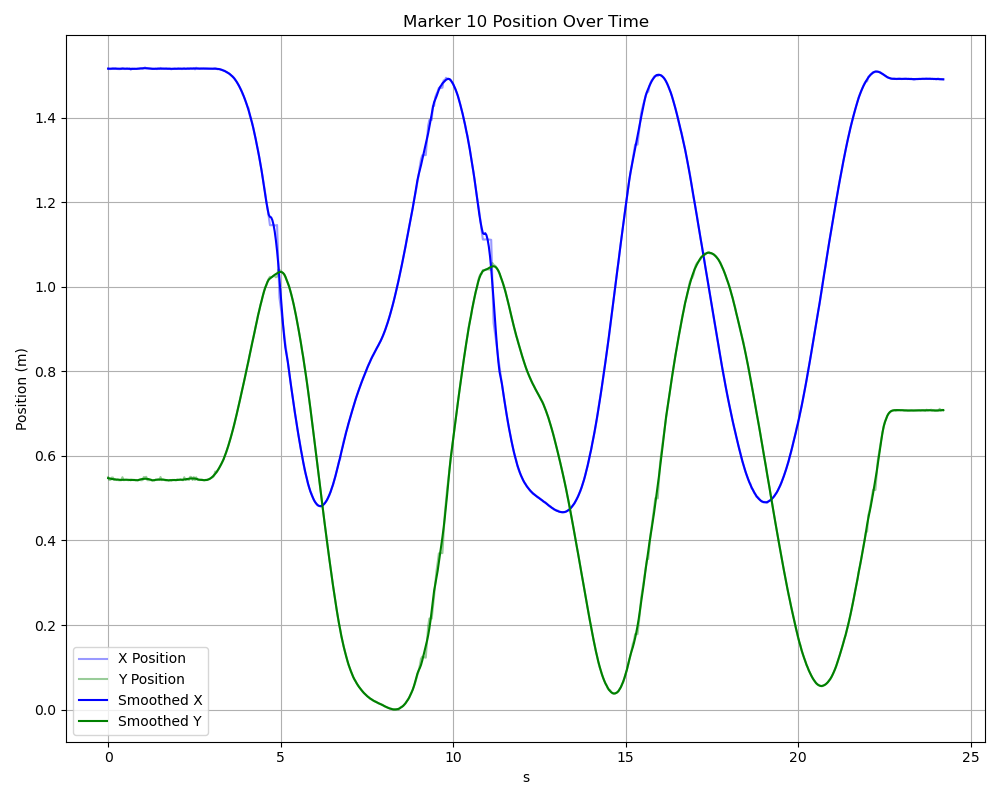 Marker 10 Position Over Time
Position (m)
1.4
1.2
1.0
0.8
0.6
0.4
0.2
0.0
X Position
Y Position
Smoothed X
Smoothed Y
0 5 10 15 20 25
s